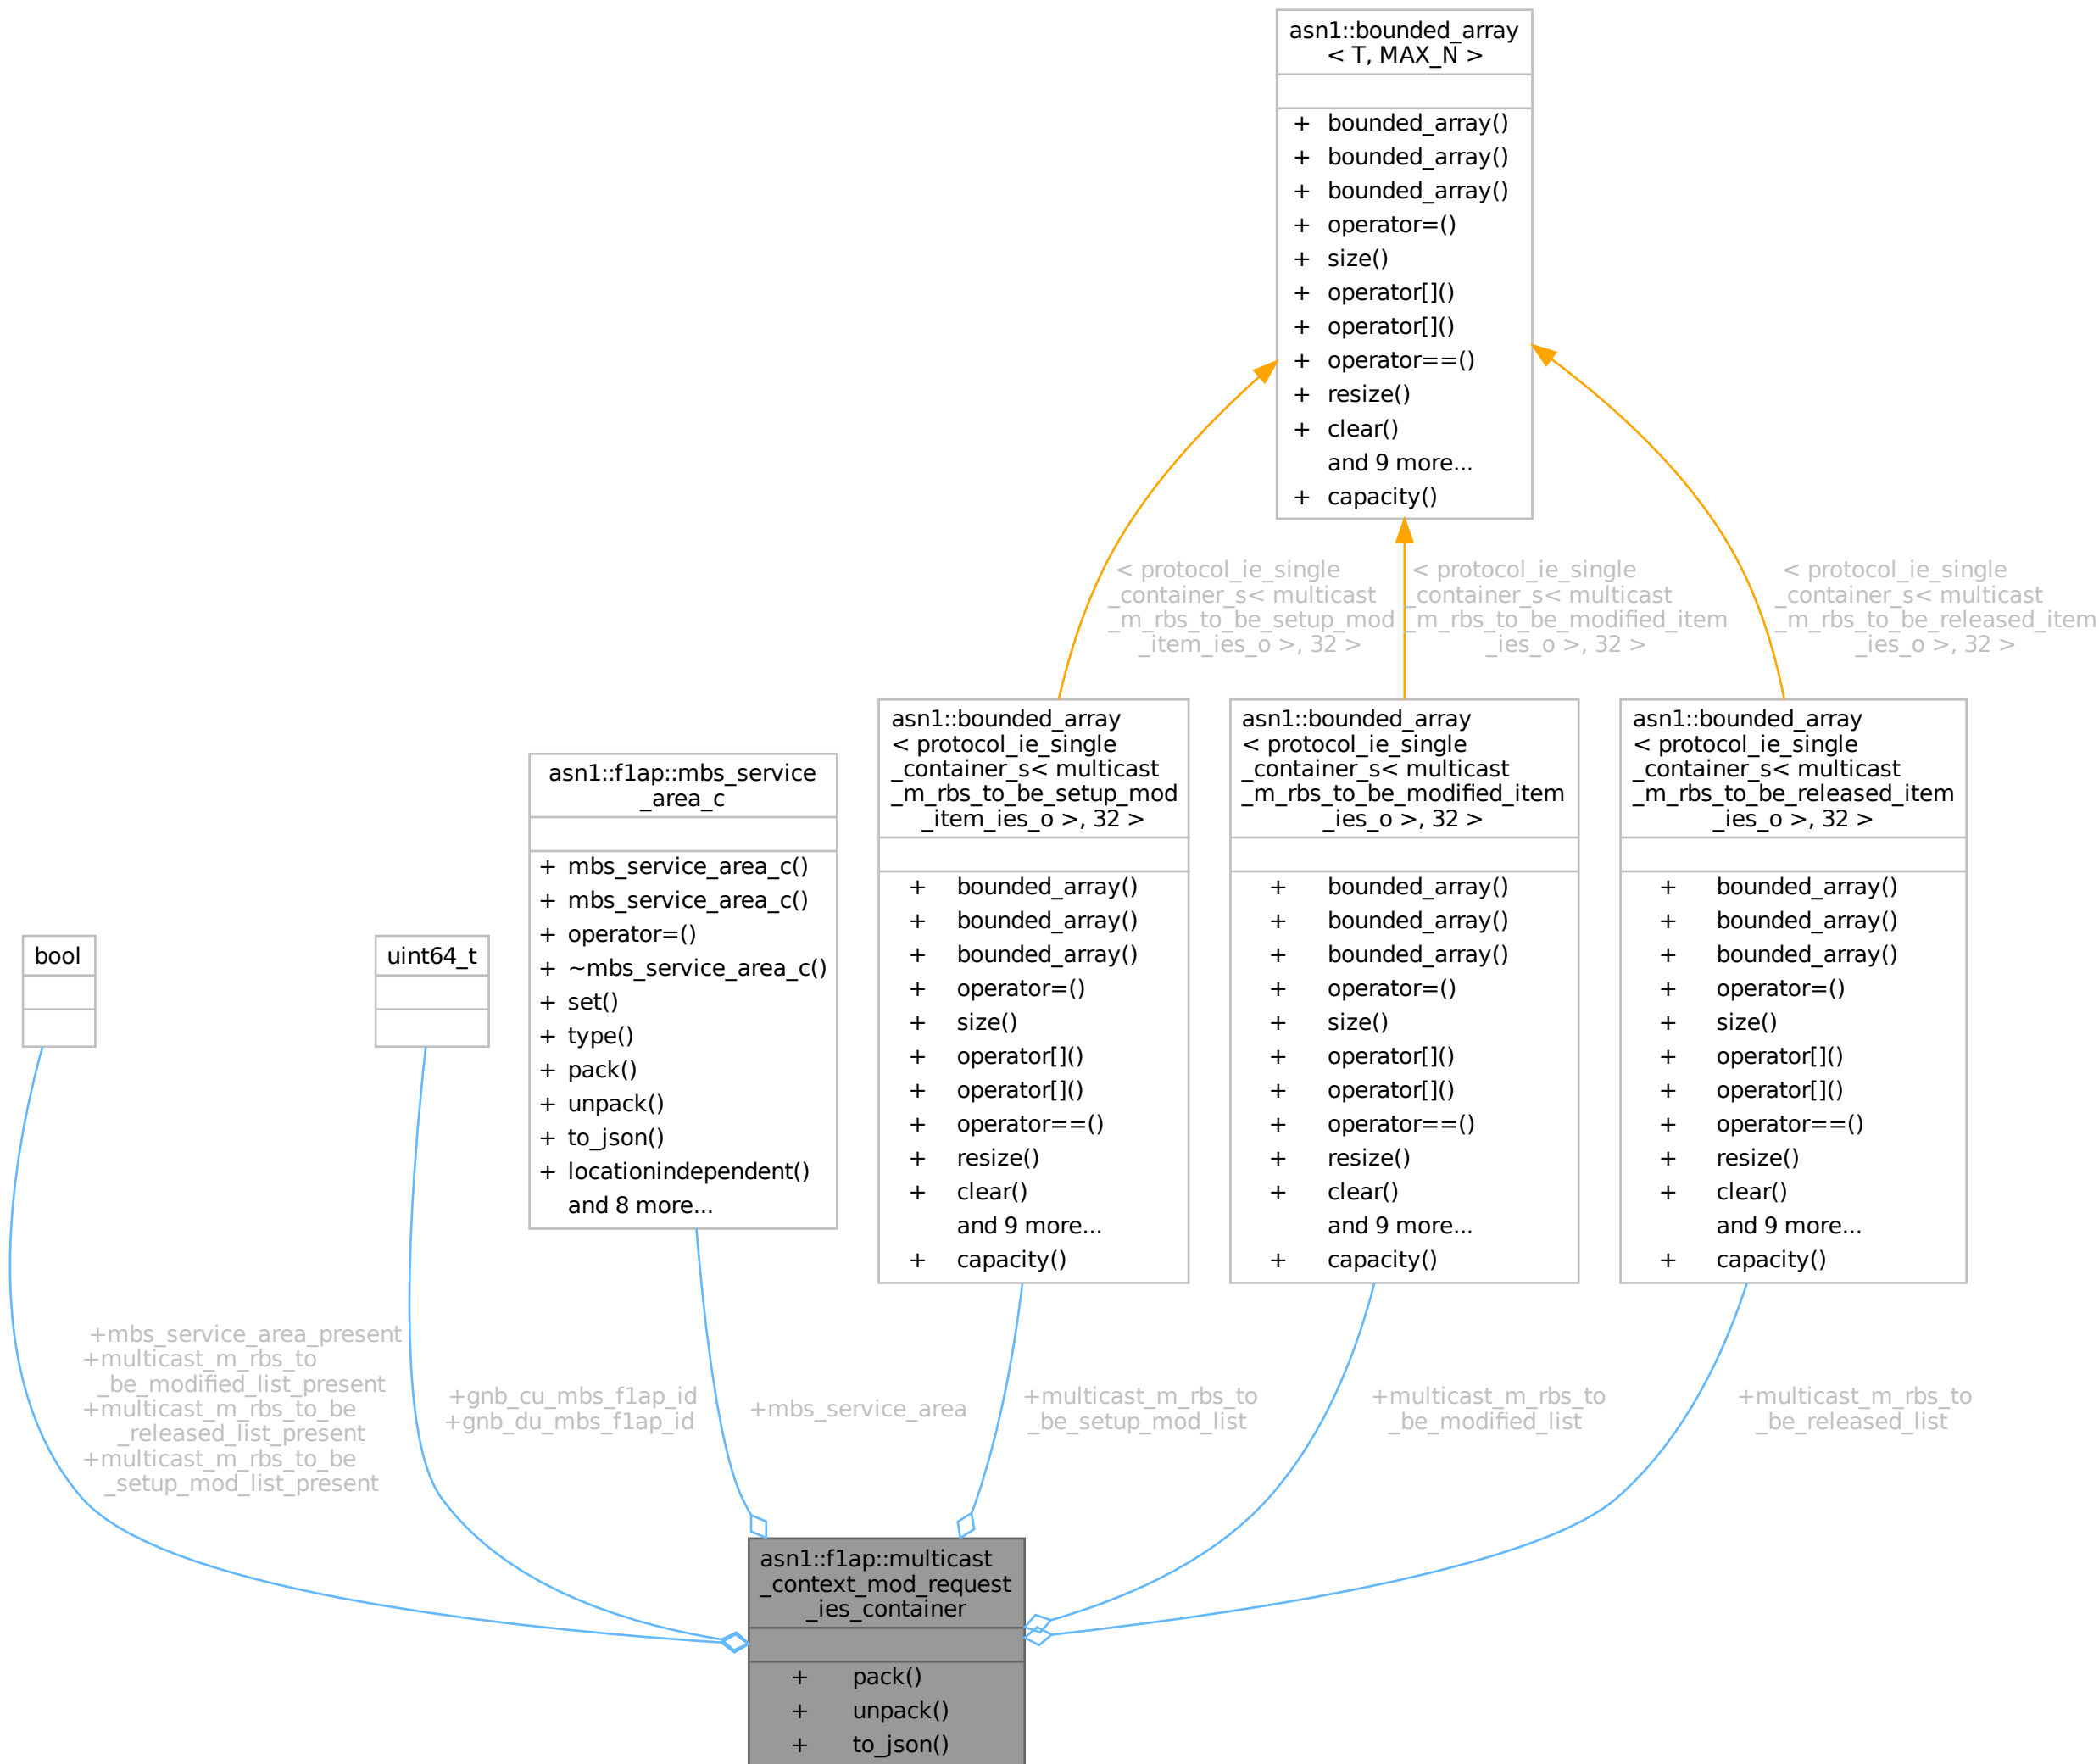 asn1::bounded_array
< T, MAX_N >
+ bounded_array()
+ bounded_array()
+ bounded_array()
+ operator=()
+ size()
+ operator[]()
+ operator[]()
+ operator==()
+ resize()
+ clear()
and 9 more...
+ capacity()
< protocol_ie_single
_container_s< multicast
_m_rbs_to_be_setup_mod
_item_ies_o >, 32 >
< protocol_ie_single
_container_s< multicast
_m_rbs_to_be_modified_item
_ies_o >, 32 >
< protocol_ie_single
_container_s< multicast
_m_rbs_to_be_released_item
_ies_o >, 32 >
bool
uint64_t
asn1::f1ap::mbs_service
_area_c
+ mbs_service_area_c()
+ mbs_service_area_c()
+ operator=()
+ ~mbs_service_area_c()
+ set()
+ type()
+ pack()
+ unpack()
+ to_json()
+ locationindependent()
and 8 more...
asn1::bounded_array
< protocol_ie_single
_container_s< multicast
_m_rbs_to_be_setup_mod
_item_ies_o >, 32 >
+ bounded_array()
+ bounded_array()
+ bounded_array()
+ operator=()
+ size()
+ operator[]()
+ operator[]()
+ operator==()
+ resize()
+ clear()
and 9 more...
+ capacity()
asn1::bounded_array
< protocol_ie_single
_container_s< multicast
_m_rbs_to_be_modified_item
_ies_o >, 32 >
+ bounded_array()
+ bounded_array()
+ bounded_array()
+ operator=()
+ size()
+ operator[]()
+ operator[]()
+ operator==()
+ resize()
+ clear()
and 9 more...
+ capacity()
asn1::bounded_array
< protocol_ie_single
_container_s< multicast
_m_rbs_to_be_released_item
_ies_o >, 32 >
+ bounded_array()
+ bounded_array()
+ bounded_array()
+ operator=()
+ size()
+ operator[]()
+ operator[]()
+ operator==()
+ resize()
+ clear()
and 9 more...
+ capacity()
+mbs_service_area_present
+multicast_m_rbs_to
_be_modified_list_present
+multicast_m_rbs_to_be
_released_list_present
+multicast_m_rbs_to_be
_setup_mod_list_present
+gnb_cu_mbs_f1ap_id
+gnb_du_mbs_f1ap_id
+mbs_service_area
+multicast_m_rbs_to
_be_setup_mod_list
+multicast_m_rbs_to
_be_modified_list
+multicast_m_rbs_to
_be_released_list
asn1::f1ap::multicast
_context_mod_request
_ies_container
+ pack()
+ unpack()
+ to_json()